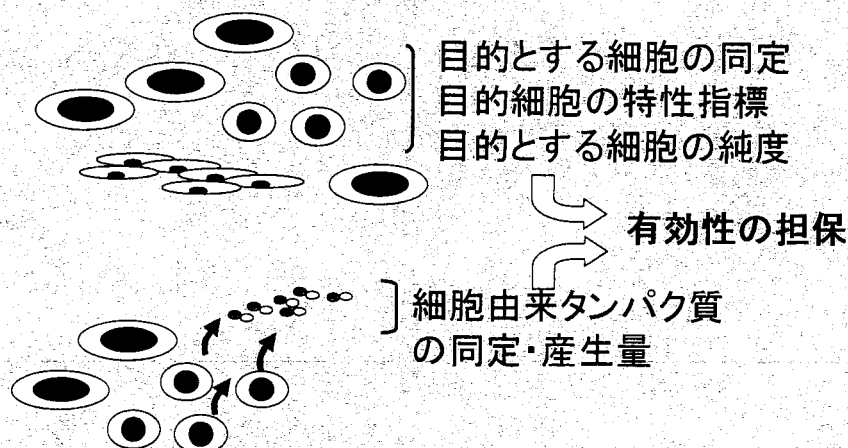 目的とする細胞の同定
目的細胞の特性指標
目的とする細胞の純度
有効性の担保
細胞由来タンパク質
の同定・産生量